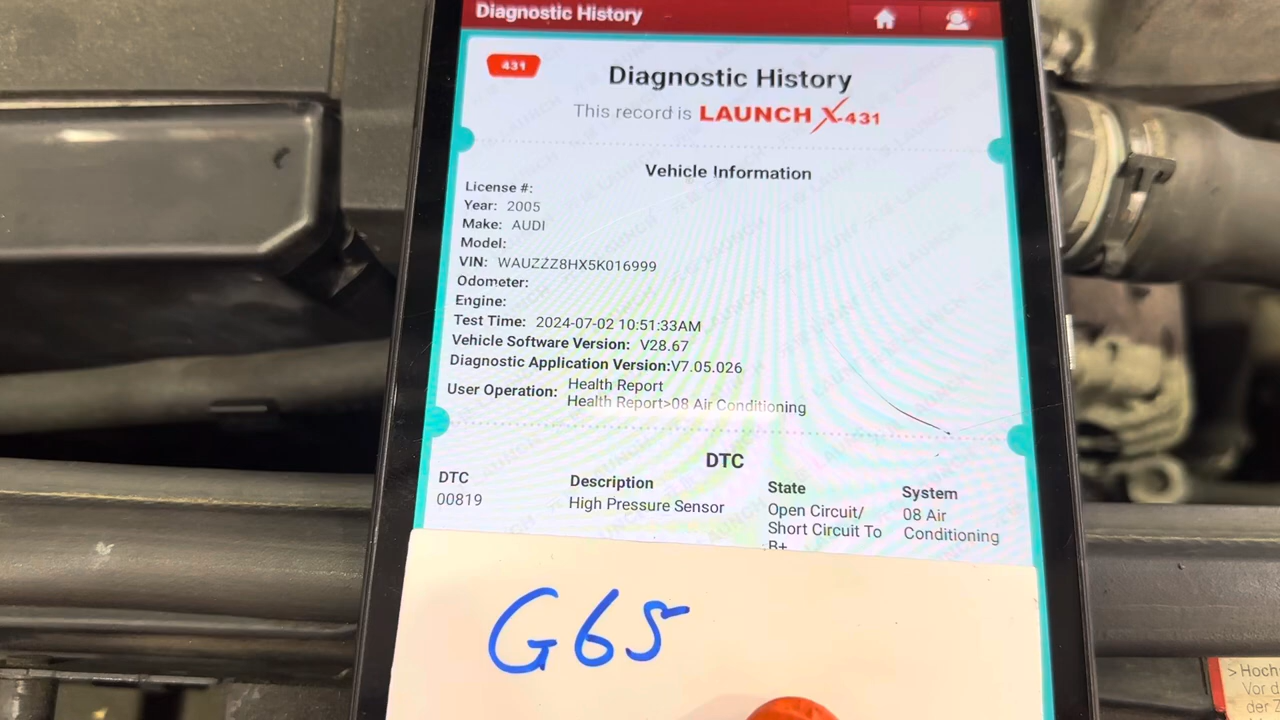 Diagnostic History
431
Diagnostic History
This record is LAUNCH X-431
Vehicle Information
License #:
Year: 2005
Make: AUDI
Model:
VIN: WAUZZZ8HX5K016999
Odometer:
Engine:
Test Time: 2024-07-02 10:51:33AM
Vehicle Software Version: V28.67
Diagnostic Application Version:V7.05.026
User Operation: Health Report
Health Report>08 Air Conditioning
DTC
DTC Description State System
00819 High Pressure Sensor Open Circuit/ 08 Air
Short Circuit To Conditioning
B+
G65
> Hoch
Vor d
der Z